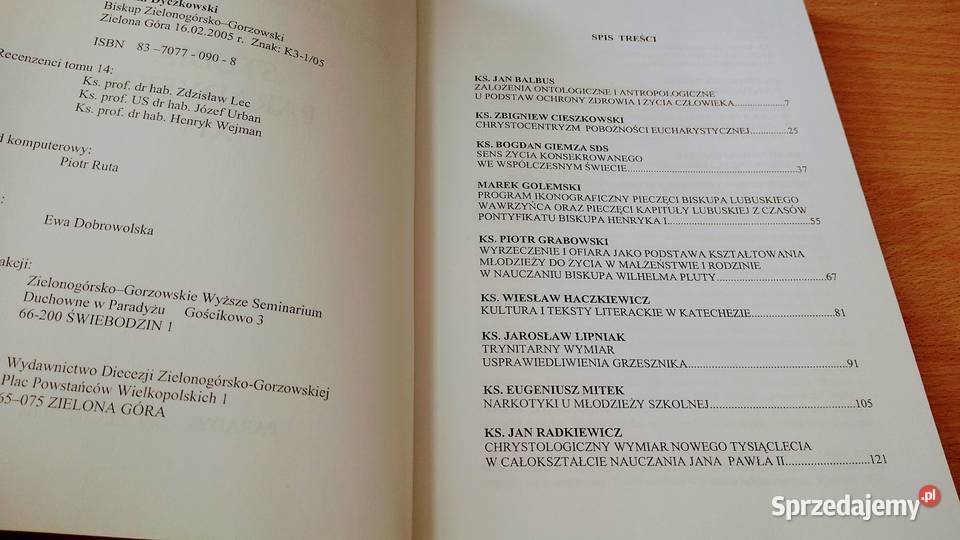 Dyczkowski
Biskup Zielonogórsko–Gorzowski
Zielona Góra 16.02.2005 r. Znak: K3-1/05
ISBN 83–7077-090 - 8
Recenzenci tomu 14:
Ks. prof. dr hab. Zdzisław Lec
Ks. prof. US dr hab. Józef Urban
Ks. prof. dr hab. Henryk Wejman
d komputerowy:
Piotr Ruta
:
Ewa Dobrowolska
akcji:
Zielonogórsko–Gorzowskie Wyższe Seminarium
Duchowne w Paradyżu Gościkowo 3
66-200 ŚWIEBODZIN 1
Wydawnictwo Diecezji Zielonogórsko-Gorzowskiej
Plac Powstańców Wielkopolskich 1
65–075 ZIELONA GÓRA
SPIS TREŚCI
KS. JAN BALBUS
ZAŁOŻENIA ONTOLOGICZNE I ANTROPOLOGICZNE
U PODSTAW OCHRONY ZDROWIA I ŻYCIA CZŁOWIEKA....................7
KS. ZBIGNIEW CIESZKOWSKI
CHRYSTOCENTRYZM POBOŻNOŚCI EUCHARYSTYCZNEJ...............25
KS. BOGDAN GIEMZA SDS
SENS ŻYCIA KONSEKROWANEGO
WE WSPÓŁCZESNYM ŚWIECIE....................................................37
MAREK GOLEMSKI
PROGRAM IKONOGRAFICZNY PIECZĘCI BISKUPA LUBUSKIEGO
WAWRZYŃCA ORAZ PIECZĘCI KAPITUŁY LUBUSKIEJ Z CZASÓW
PONTYFIKATU BISKUPA HENRYKA I............................................55
KS. PIOTR GRABOWSKI
WYRZECZENIE I OFIARA JAKO PODSTAWA KSZTAŁTOWANIA
MŁODZIEŻY DO ŻYCIA W MAŁŻEŃSTWIE I RODZINIE
W NAUCZANIU BISKUPA WILHELMA PLUTY..............................67
KS. WIESŁAW HACZKIEWICZ
KULTURA I TEKSTY LITERACKIE W KATECHEZIE......................81
KS. JAROSŁAW LIPNIAK
TRYNITARNY WYMIAR
USPRAWIEDLIWIENIA GRZESZNIKA..........................................91
KS. EUGENIUSZ MITEK
NARKOTYKI U MŁODZIEŻY SZKOLNEJ......................................105
KS. JAN RADKIEWICZ
CHRYSTOLOGICZNY WYMIAR NOWEGO TYSIĄCLECIA
W CAŁOKSZTAŁCIE NAUCZANIA JANA PAWŁA II......................121
Sprzedajemy.pl